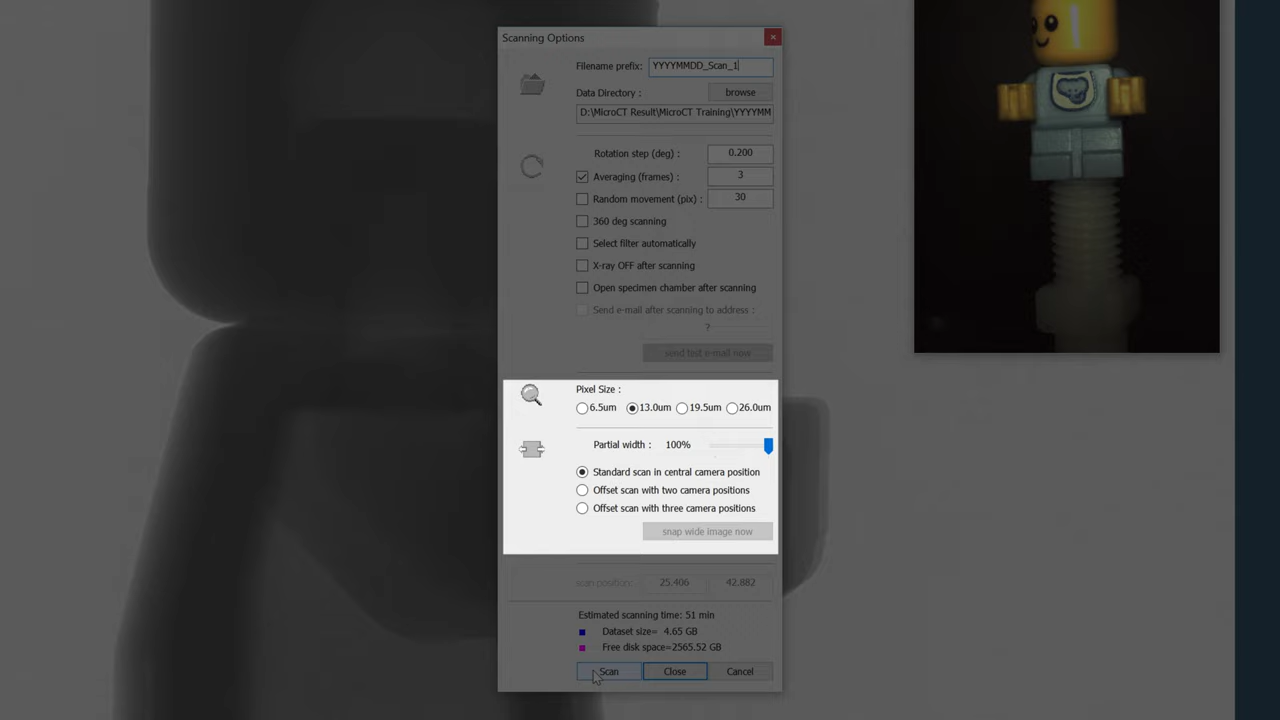 Scanning Options
Filename prefix: YYYYMMDD_Scan_1
Data Directory : browse
D:\MicroCT Result\MicroCT Training\YYYYMM
Rotation step (deg) : 0.200
Averaging (frames) : 3
Random movement (pix) : 30
360 deg scanning
Select filter automatically
X-ray OFF after scanning
Open specimen chamber after scanning
Send e-mail after scanning to address :
?
send test e-mail now
Pixel Size :
6.5um 13.0um 19.5um 26.0um
Partial width : 100%
Standard scan in central camera position
Offset scan with two camera positions
Offset scan with three camera positions
snap wide image now
scan position: 25.406 42.882
Estimated scanning time: 51 min
Dataset size= 4.65 GB
Free disk space=2565.52 GB
Scan Close Cancel